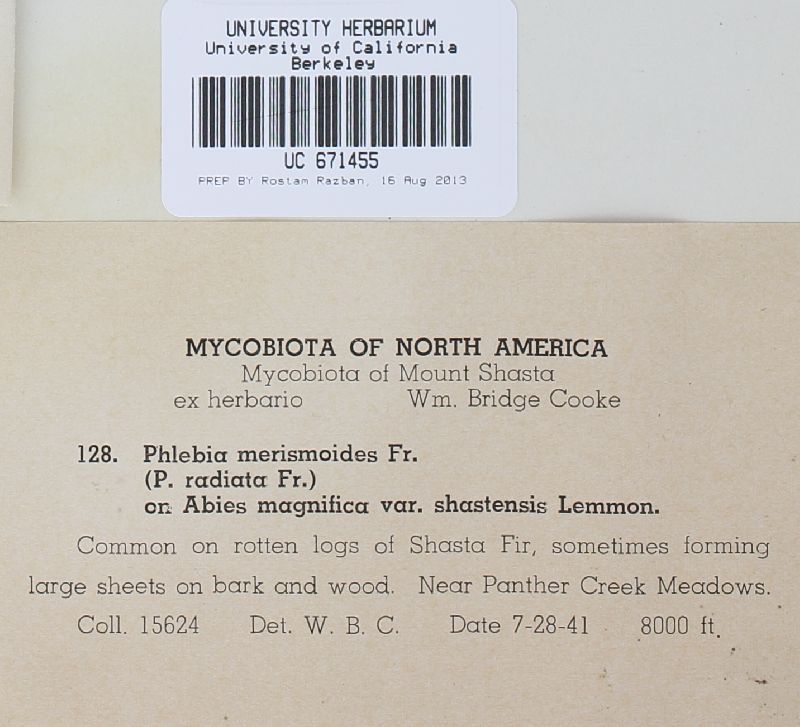 UNIVERSITY HERBARIUM
University of California
Berkeley
UC 671455
PREP BY Rostam Razban, 16 Aug 2013
MYCOBIOTA OF NORTH AMERICA
Mycobiota of Mount Shasta
ex herbario Wm. Bridge Cooke
128. Phlebia merismoides Fr.
(P. radiata Fr.)
on Abies magnifica var. shastensis Lemmon.
Common on rotten logs of Shasta Fir, sometimes forming
large sheets on bark and wood. Near Panther Creek Meadows.
Coll. 15624 Det. W. B. C. Date 7-28-41 8000 ft.